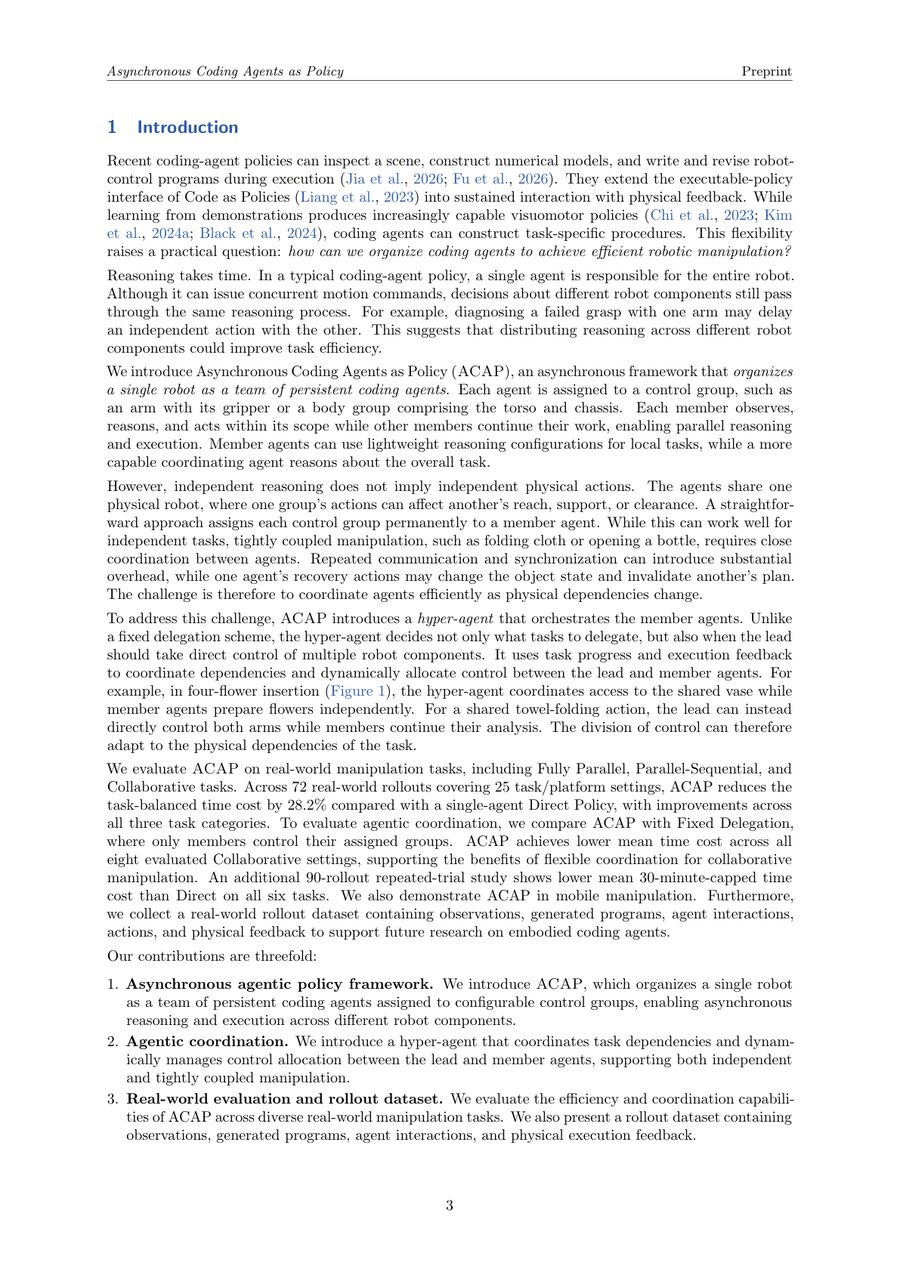 Asynchronous Coding Agents as Policy Preprint
1 Introduction
Recent coding-agent policies can inspect a scene, construct numerical models, and write and revise robot-
control programs during execution (Jia et al., 2026; Fu et al., 2026). They extend the executable-policy
interface of Code as Policies (Liang et al., 2023) into sustained interaction with physical feedback. While
learning from demonstrations produces increasingly capable visuomotor policies (Chi et al., 2023; Kim
et al., 2024a; Black et al., 2024), coding agents can construct task-specific procedures. This flexibility
raises a practical question: how can we organize coding agents to achieve efficient robotic manipulation?
Reasoning takes time. In a typical coding-agent policy, a single agent is responsible for the entire robot.
Although it can issue concurrent motion commands, decisions about different robot components still pass
through the same reasoning process. For example, diagnosing a failed grasp with one arm may delay
an independent action with the other. This suggests that distributing reasoning across different robot
components could improve task efficiency.
We introduce Asynchronous Coding Agents as Policy (ACAP), an asynchronous framework that organizes
a single robot as a team of persistent coding agents. Each agent is assigned to a control group, such as
an arm with its gripper or a body group comprising the torso and chassis. Each member observes,
reasons, and acts within its scope while other members continue their work, enabling parallel reasoning
and execution. Member agents can use lightweight reasoning configurations for local tasks, while a more
capable coordinating agent reasons about the overall task.
However, independent reasoning does not imply independent physical actions. The agents share one
physical robot, where one group's actions can affect another's reach, support, or clearance. A straightfor-
ward approach assigns each control group permanently to a member agent. While this can work well for
independent tasks, tightly coupled manipulation, such as folding cloth or opening a bottle, requires close
coordination between agents. Repeated communication and synchronization can introduce substantial
overhead, while one agent's recovery actions may change the object state and invalidate another's plan.
The challenge is therefore to coordinate agents efficiently as physical dependencies change.
To address this challenge, ACAP introduces a hyper-agent that orchestrates the member agents. Unlike
a fixed delegation scheme, the hyper-agent decides not only what tasks to delegate, but also when the lead
should take direct control of multiple robot components. It uses task progress and execution feedback
to coordinate dependencies and dynamically allocate control between the lead and member agents. For
example, in four-flower insertion (Figure 1), the hyper-agent coordinates access to the shared vase while
member agents prepare flowers independently. For a shared towel-folding action, the lead can instead
directly control both arms while members continue their analysis. The division of control can therefore
adapt to the physical dependencies of the task.
We evaluate ACAP on real-world manipulation tasks, including Fully Parallel, Parallel-Sequential, and
Collaborative tasks. Across 72 real-world rollouts covering 25 task/platform settings, ACAP reduces the
task-balanced time cost by 28.2% compared with a single-agent Direct Policy, with improvements across
all three task categories. To evaluate agentic coordination, we compare ACAP with Fixed Delegation,
where only members control their assigned groups. ACAP achieves lower mean time cost across all
eight evaluated Collaborative settings, supporting the benefits of flexible coordination for collaborative
manipulation. An additional 90-rollout repeated-trial study shows lower mean 30-minute-capped time
cost than Direct on all six tasks. We also demonstrate ACAP in mobile manipulation. Furthermore,
we collect a real-world rollout dataset containing observations, generated programs, agent interactions,
actions, and physical feedback to support future research on embodied coding agents.
Our contributions are threefold:
1. Asynchronous agentic policy framework. We introduce ACAP, which organizes a single robot
as a team of persistent coding agents assigned to configurable control groups, enabling asynchronous
reasoning and execution across different robot components.
2. Agentic coordination. We introduce a hyper-agent that coordinates task dependencies and dynam-
ically manages control allocation between the lead and member agents, supporting both independent
and tightly coupled manipulation.
3. Real-world evaluation and rollout dataset. We evaluate the efficiency and coordination capabili-
ties of ACAP across diverse real-world manipulation tasks. We also present a rollout dataset containing
observations, generated programs, agent interactions, and physical execution feedback.
3